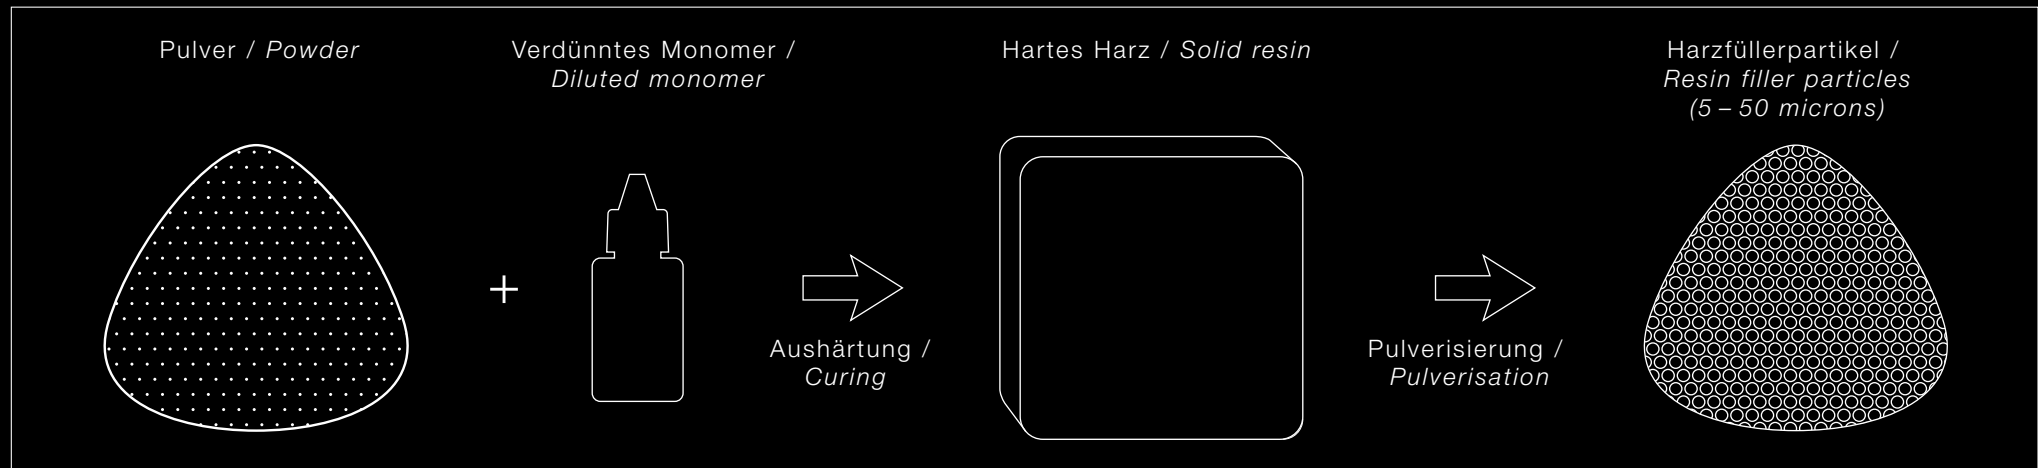 Pulver / Powder
Verdünntes Monomer /
Diluted monomer
Hartes Harz / Solid resin
Harzfüllerpartikel /
Resin filler particles
(5 – 50 microns)
+
Aushärtung /
Curing
Pulverisierung /
Pulverisation